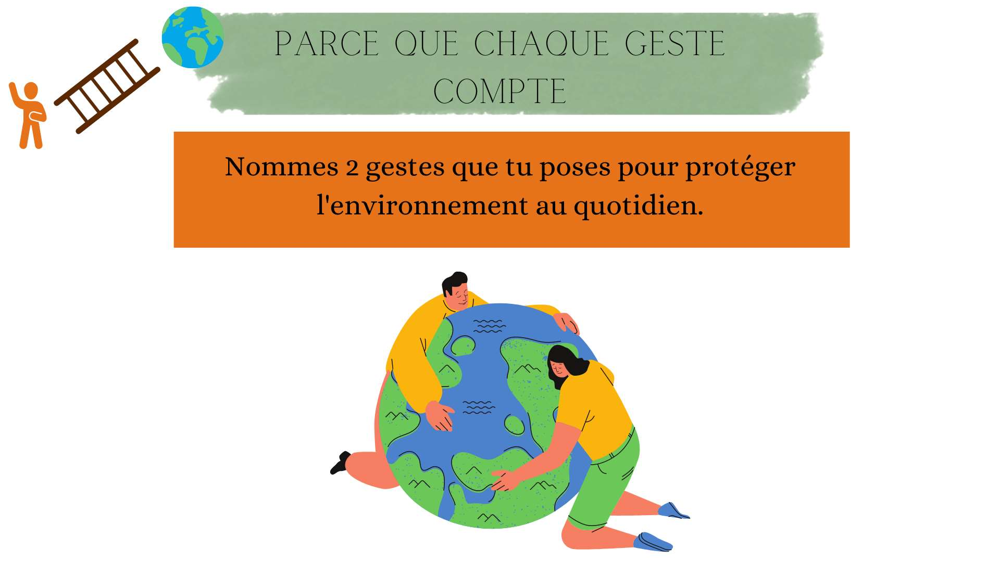 PARCE QUE CHAQUE GESTE
COMPTE
Nommes 2 gestes que tu poses pour protéger
l'environnement au quotidien.